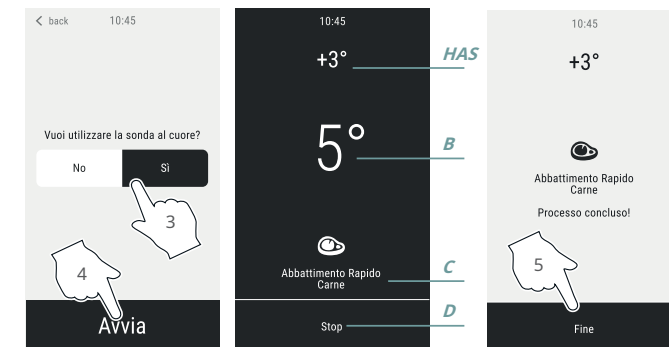 back 10:45
Vuoi utilizzare la sonda al cuore?
No Sì
3
4
Avvia
10:45
+3°
HAS
5°
B
Abbattimento Rapido
Carne
C
Stop
D
10:45
+3°
Abbattimento Rapido
Carne
Processo concluso!
5
Fine